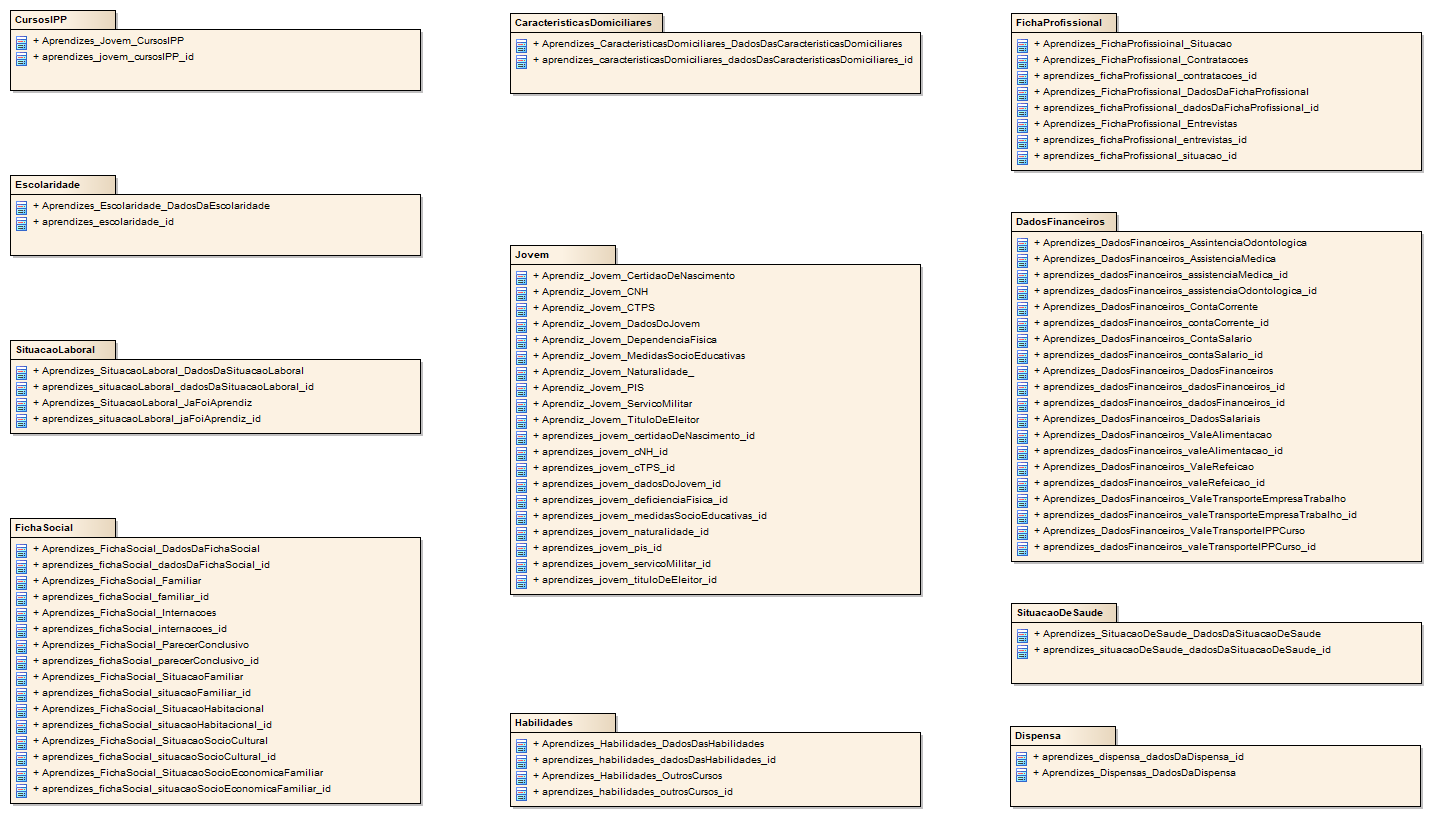 CursosIPP
+ Aprendizes_Jovem_CursosIPP
+ aprendizes_jovem_cursosIPP_id
Escolaridade
+ Aprendizes_Escolaridade_DadosDaEscolaridade
+ aprendizes_escolaridade_id
SituacaoLaboral
+ Aprendizes_SituacaoLaboral_DadosDaSituacaoLaboral
+ aprendizes_situacaoLaboral_dadosDaSituacaoLaboral_id
+ Aprendizes_SituacaoLaboral_JaFoiAprendiz
+ aprendizes_situacaoLaboral_jaFoiAprendiz_id
FichaSocial
+ Aprendizes_FichaSocial_DadosDaFichaSocial
+ aprendizes_fichaSocial_dadosDaFichaSocial_id
+ Aprendizes_FichaSocial_Familiar
+ aprendizes_fichaSocial_familiar_id
+ Aprendizes_FichaSocial_Internacoes
+ aprendizes_fichaSocial_internacoes_id
+ Aprendizes_FichaSocial_ParecerConclusivo
+ aprendizes_fichaSocial_parecerConclusivo_id
+ Aprendizes_FichaSocial_SituacaoFamiliar
+ aprendizes_fichaSocial_situacaoFamiliar_id
+ Aprendizes_FichaSocial_SituacaoHabitacional
+ aprendizes_fichaSocial_situacaoHabitacional_id
+ Aprendizes_FichaSocial_SituacaoSocioCultural
+ aprendizes_fichaSocial_situacaoSocioCultural_id
+ Aprendizes_FichaSocial_SituacaoSocioEconomicaFamiliar
+ aprendizes_fichaSocial_situacaoSocioEconomicaFamiliar_id
CaracteristicasDomiciliares
+ Aprendizes_CaracteristicasDomiciliares_DadosDasCaracteristicasDomiciliares
+ aprendizes_caracteristicasDomiciliares_dadosDasCaracteristicasDomiciliares_id
Jovem
+ Aprendiz_Jovem_CertidaoDeNascimento
+ Aprendiz_Jovem_CNH
+ Aprendiz_Jovem_CTPS
+ Aprendiz_Jovem_DadosDoJovem
+ Aprendiz_Jovem_DependenciaFisica
+ Aprendiz_Jovem_MedidasSocioEducativas
+ Aprendiz_Jovem_Naturalidade_
+ Aprendiz_Jovem_PIS
+ Aprendiz_Jovem_ServicoMilitar
+ Aprendiz_Jovem_TituloDeEleitor
+ aprendizes_jovem_certidaoDeNascimento_id
+ aprendizes_jovem_cNH_id
+ aprendizes_jovem_cTPS_id
+ aprendizes_jovem_dadosDoJovem_id
+ aprendizes_jovem_deficienciaFisica_id
+ aprendizes_jovem_medidasSocioEducativas_id
+ aprendizes_jovem_naturalidade_id
+ aprendizes_jovem_pis_id
+ aprendizes_jovem_servicoMilitar_id
+ aprendizes_jovem_tituloDeEleitor_id
Habilidades
+ Aprendizes_Habilidades_DadosDasHabilidades
+ aprendizes_habilidades_dadosDasHabilidades_id
+ Aprendizes_Habilidades_OutrosCursos
+ aprendizes_habilidades_outrosCursos_id
FichaProfissional
+ Aprendizes_FichaProfissioinal_Situacao
+ Aprendizes_FichaProfissional_Contratacoes
+ aprendizes_fichaProfissional_contratacoes_id
+ Aprendizes_FichaProfissional_DadosDaFichaProfissional
+ aprendizes_fichaProfissional_dadosDaFichaProfissional_id
+ Aprendizes_FichaProfissional_Entrevistas
+ aprendizes_fichaProfissional_entrevistas_id
+ aprendizes_fichaProfissional_situacao_id
DadosFinanceiros
+ Aprendizes_DadosFinanceiros_AssintenciaOdontologica
+ Aprendizes_DadosFinanceiros_AssistenciaMedica
+ aprendizes_dadosFinanceiros_assistenciaMedica_id
+ aprendizes_dadosFinanceiros_assistenciaOdontologica_id
+ Aprendizes_DadosFinanceiros_ContaCorrente
+ aprendizes_dadosFinanceiros_contaCorrente_id
+ Aprendizes_DadosFinanceiros_ContaSalario
+ aprendizes_dadosFinanceiros_contaSalario_id
+ Aprendizes_DadosFinanceiros_DadosFinanceiros
+ aprendizes_dadosFinanceiros_dadosFinanceiros_id
+ aprendizes_dadosFinanceiros_dadosFinanceiros_id
+ Aprendizes_DadosFinanceiros_DadosSalariais
+ Aprendizes_DadosFinanceiros_ValeAlimentacao
+ aprendizes_dadosFinanceiros_valeAlimentacao_id
+ Aprendizes_DadosFinanceiros_ValeRefeicao
+ aprendizes_dadosFinanceiros_valeRefeicao_id
+ Aprendizes_DadosFinanceiros_ValeTransporteEmpresaTrabalho
+ aprendizes_dadosFinanceiros_valeTransporteEmpresaTrabalho_id
+ Aprendizes_DadosFinanceiros_ValeTransporteIPPCurso
+ aprendizes_dadosFinanceiros_valeTransporteIPPCurso_id
SituacaoDeSaude
+ Aprendizes_SituacaoDeSaude_DadosDaSituacaoDeSaude
+ aprendizes_situacaoDeSaude_dadosDaSituacaoDeSaude_id
Dispensa
+ aprendizes_dispensa_dadosDaDispensa_id
+ Aprendizes_Dispensas_DadosDaDispensa